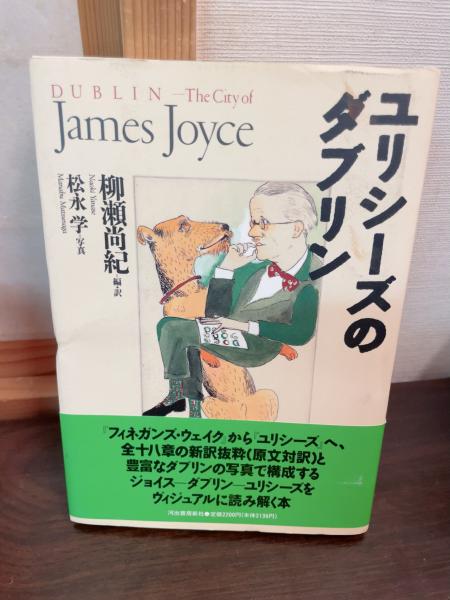 DUBLIN—The City of
James Joyce
ユリシーズの
ダブリン
柳瀬尚紀 編・訳
Naoki Yanase
松永 学 写真
Manabu Matsunaga
『フィネガンズ・ウェイク』から『ユリシーズ』へ、
全十八章の新訳抜粋(原文対訳)と
豊富なダブリンの写真で構成する
ジョイス―ダブリン―ユリシーズを
ヴィジュアルに読み解く本
河出書房新社●定価2200円(本体2136円)